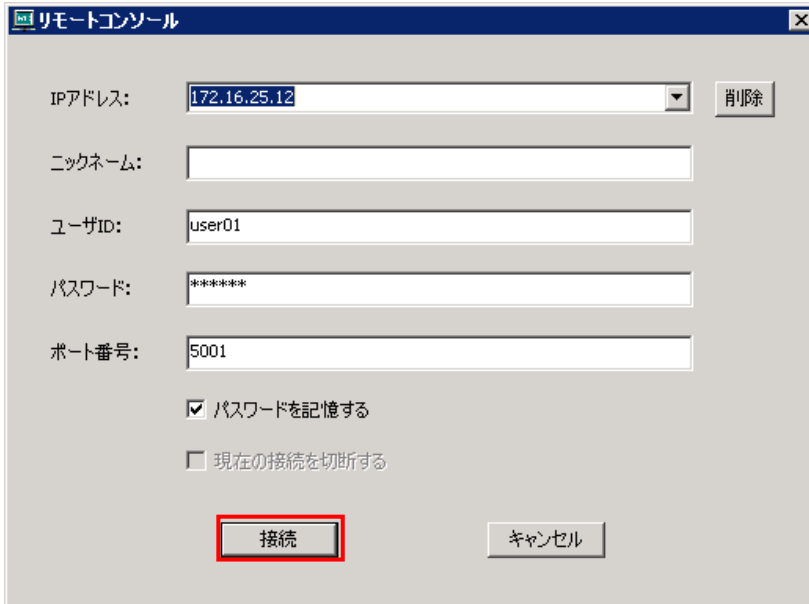 リモートコンソール
IPアドレス: 172.16.25.12 削除
ニックネーム:
ユーザID: user01
パスワード: ******
ポート番号: 5001
パスワードを記憶する
現在の接続を切断する
接続 キャンセル